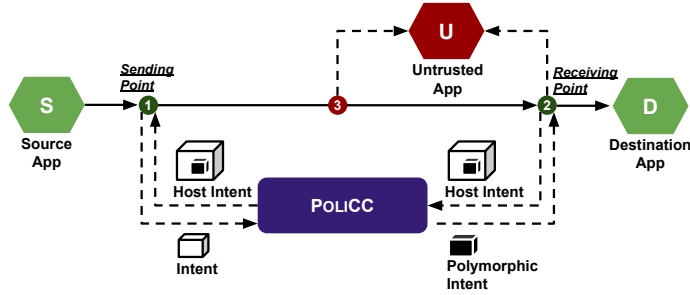 U
Sending
Point
Untrusted
App
Receiving
Point
S
1
3
2
D
Source
App
Destination
App
Host Intent
Host Intent
POLICC
Intent
Polymorphic
Intent